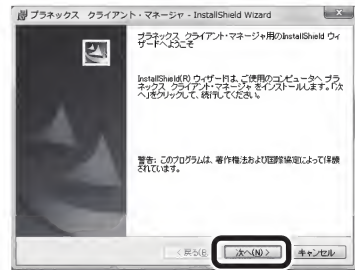 プラネックス クライアント・マネージャ - InstallShield Wizard
プラネックス クライアント・マネージャ用のInstallShield ウィ
ザードへようこそ
InstallShield(R) ウィザードは、ご使用のコンピュータへ プラ
ネックス クライアント・マネージャ をインストールします。「次
へ」をクリックして、続行してください。
警告: このプログラムは、著作権法および国際協定によって保護
されています。
< 戻る(B) 次へ(N) > キャンセル